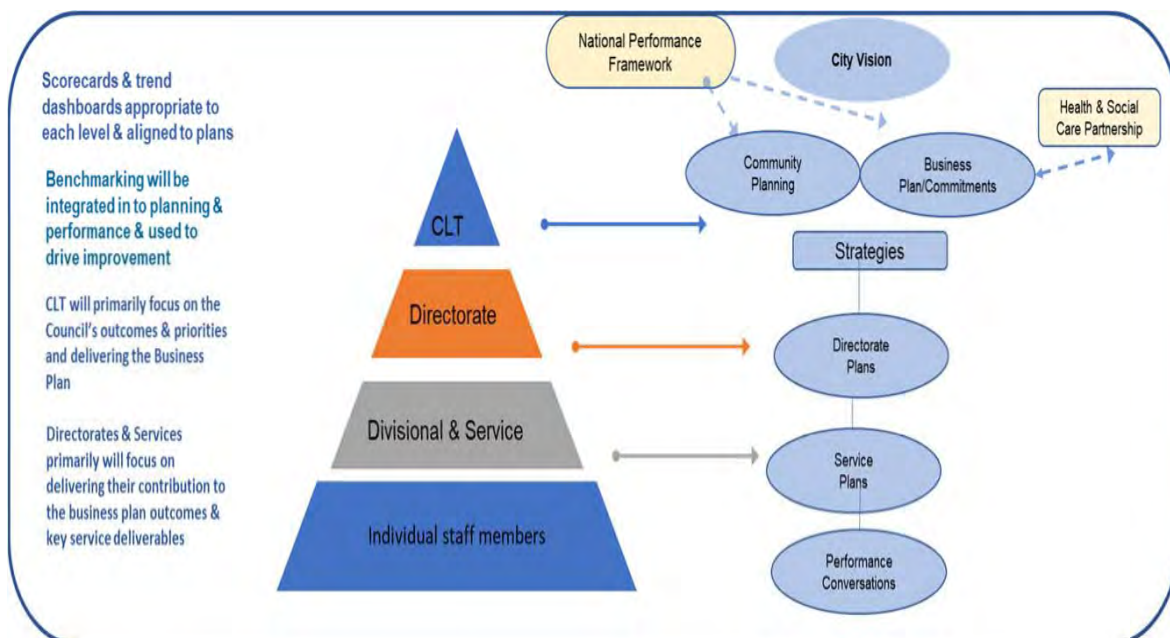 Scorecards & trend
dashboards appropriate to
each level & aligned to plans
Benchmarking will be
integrated in to planning &
performance & used to
drive improvement
CLT will primarily focus on the
Council's outcomes & priorities
and delivering the Business
Plan
Directorates & Services
primarily will focus on
delivering their contribution to
the business plan outcomes &
key service deliverables
CLT
Directorate
Divisional & Service
Individual staff members
National Performance
Framework
City Vision
Health & Social
Care Partnership
Community
Planning
Business
Plan/Commitments
Strategies
Directorate
Plans
Service
Plans
Performance
Conversations